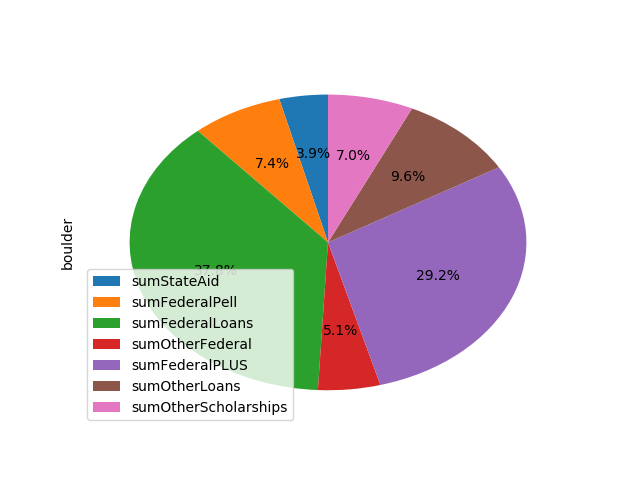 3.9%
7.0%
7.4%
9.6%
37.8%
29.2%
5.1%
boulder
sumStateAid
sumFederalPell
sumFederalLoans
sumOtherFederal
sumFederalPLUS
sumOtherLoans
sumOtherScholarships